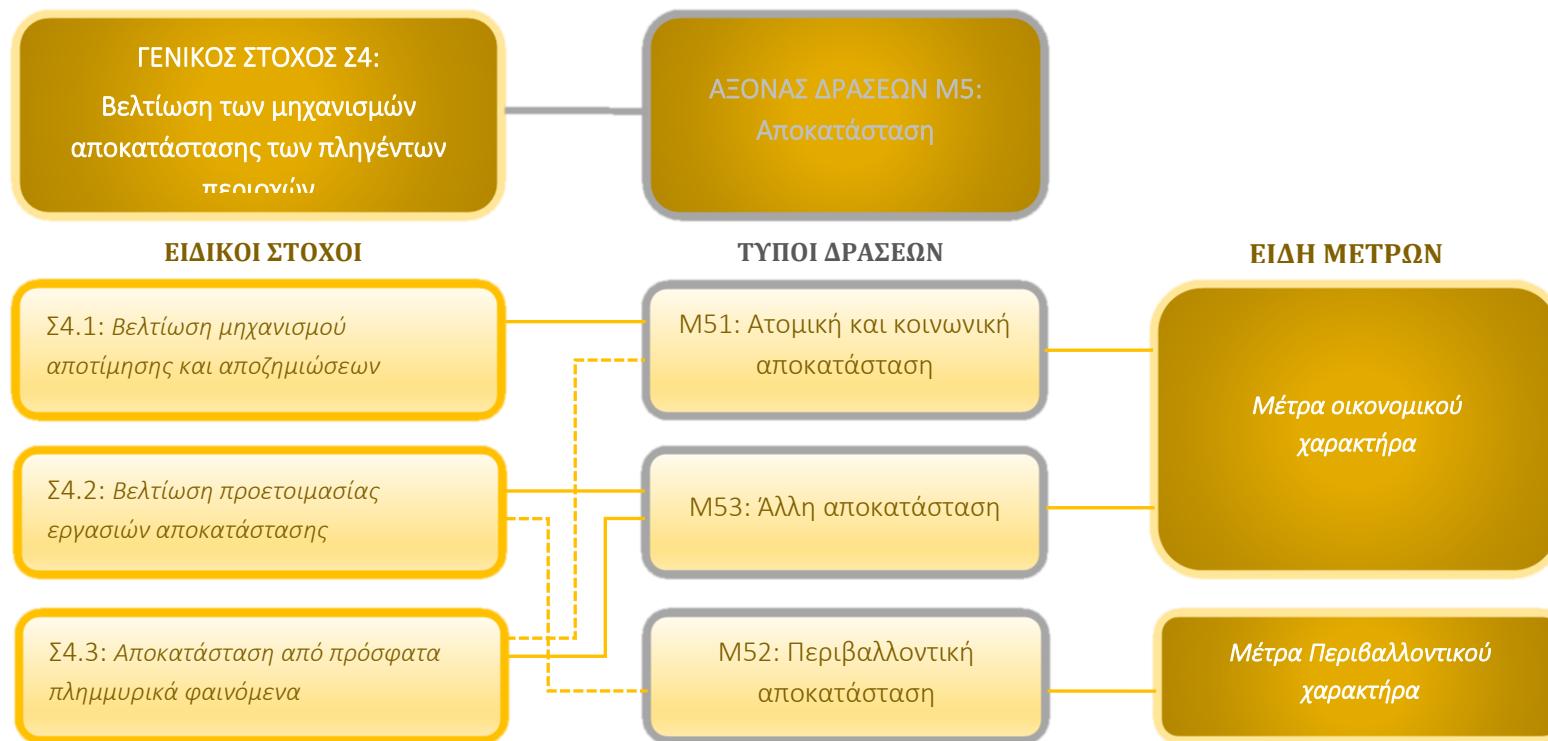 ΓΕΝΙΚΟΣ ΣΤΟΧΟΣ Σ4:
Βελτίωση των μηχανισμών
αποκατάστασης των πληγέντων
περιοχών
ΑΞΟΝΑΣ ΔΡΑΣΕΩΝ Μ5:
Αποκατάσταση
ΕΙΔΙΚΟΙ ΣΤΟΧΟΙ
ΤΥΠΟΙ ΔΡΑΣΕΩΝ
ΕΙΔΗ ΜΕΤΡΩΝ
Σ4.1: Βελτίωση μηχανισμού
αποτίμησης και αποζημιώσεων
Μ51: Ατομική και κοινωνική
αποκατάσταση
Μέτρα οικονομικού
χαρακτήρα
Σ4.2: Βελτίωση προετοιμασίας
εργασιών αποκατάστασης
Μ53: Άλλη αποκατάσταση
Σ4.3: Αποκατάσταση από πρόσφατα
πλημμυρικά φαινόμενα
Μ52: Περιβαλλοντική
αποκατάσταση
Μέτρα Περιβαλλοντικού
χαρακτήρα